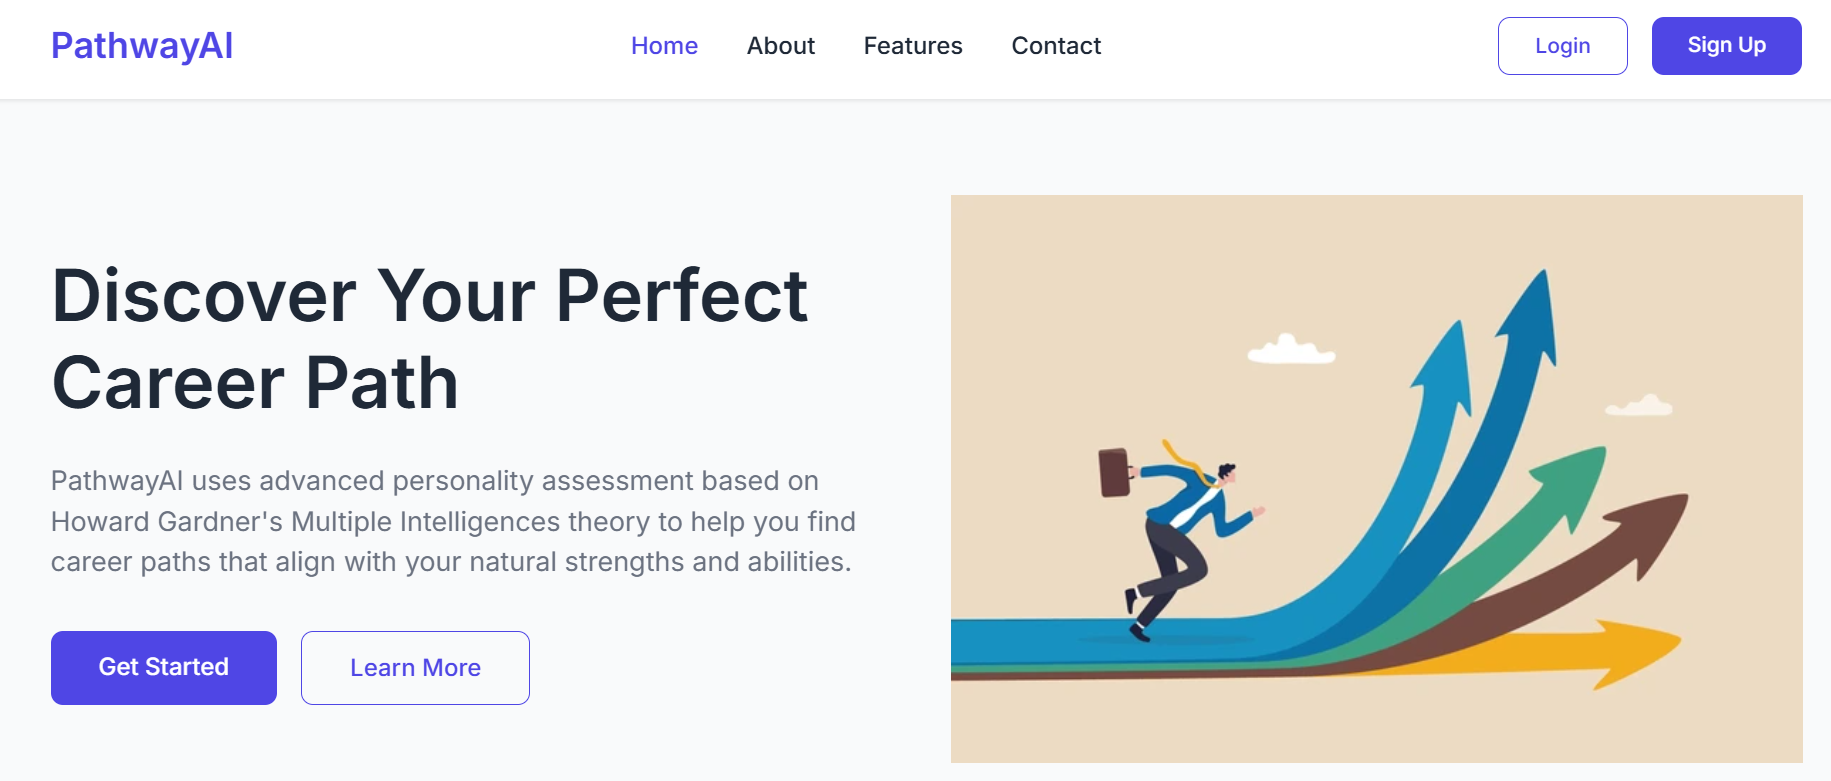 PathwayAI
Home
About
Features
Contact
Login
Sign Up
Discover Your Perfect
Career Path
PathwayAI uses advanced personality assessment based on
Howard Gardner's Multiple Intelligences theory to help you find
career paths that align with your natural strengths and abilities.
Get Started
Learn More